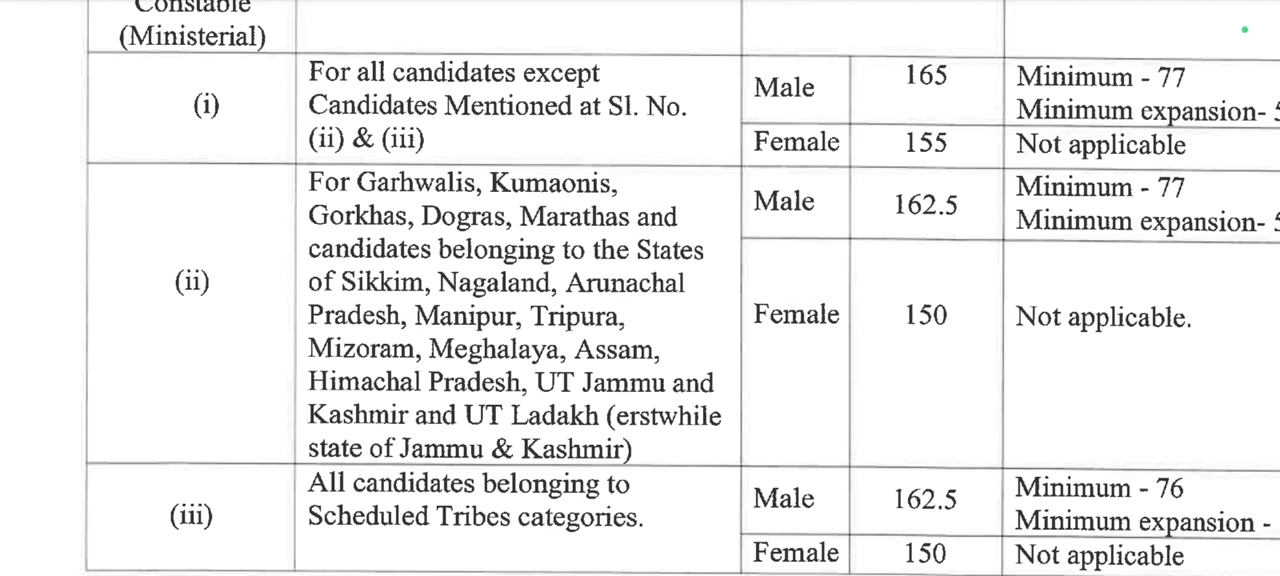 Constable
(Ministerial)
(i)
For all candidates except
Candidates Mentioned at Sl. No.
(ii) & (iii)
Male
165
Minimum - 77
Minimum expansion-
Female
155
Not applicable
(ii)
For Garhwalis, Kumaonis,
Gorkhas, Dogras, Marathas and
candidates belonging to the States
of Sikkim, Nagaland, Arunachal
Pradesh, Manipur, Tripura,
Mizoram, Meghalaya, Assam,
Himachal Pradesh, UT Jammu and
Kashmir and UT Ladakh (erstwhile
state of Jammu & Kashmir)
Male
162.5
Minimum - 77
Minimum expansion-
Female
150
Not applicable.
(iii)
All candidates belonging to
Scheduled Tribes categories.
Male
162.5
Minimum - 76
Minimum expansion -
Female
150
Not applicable